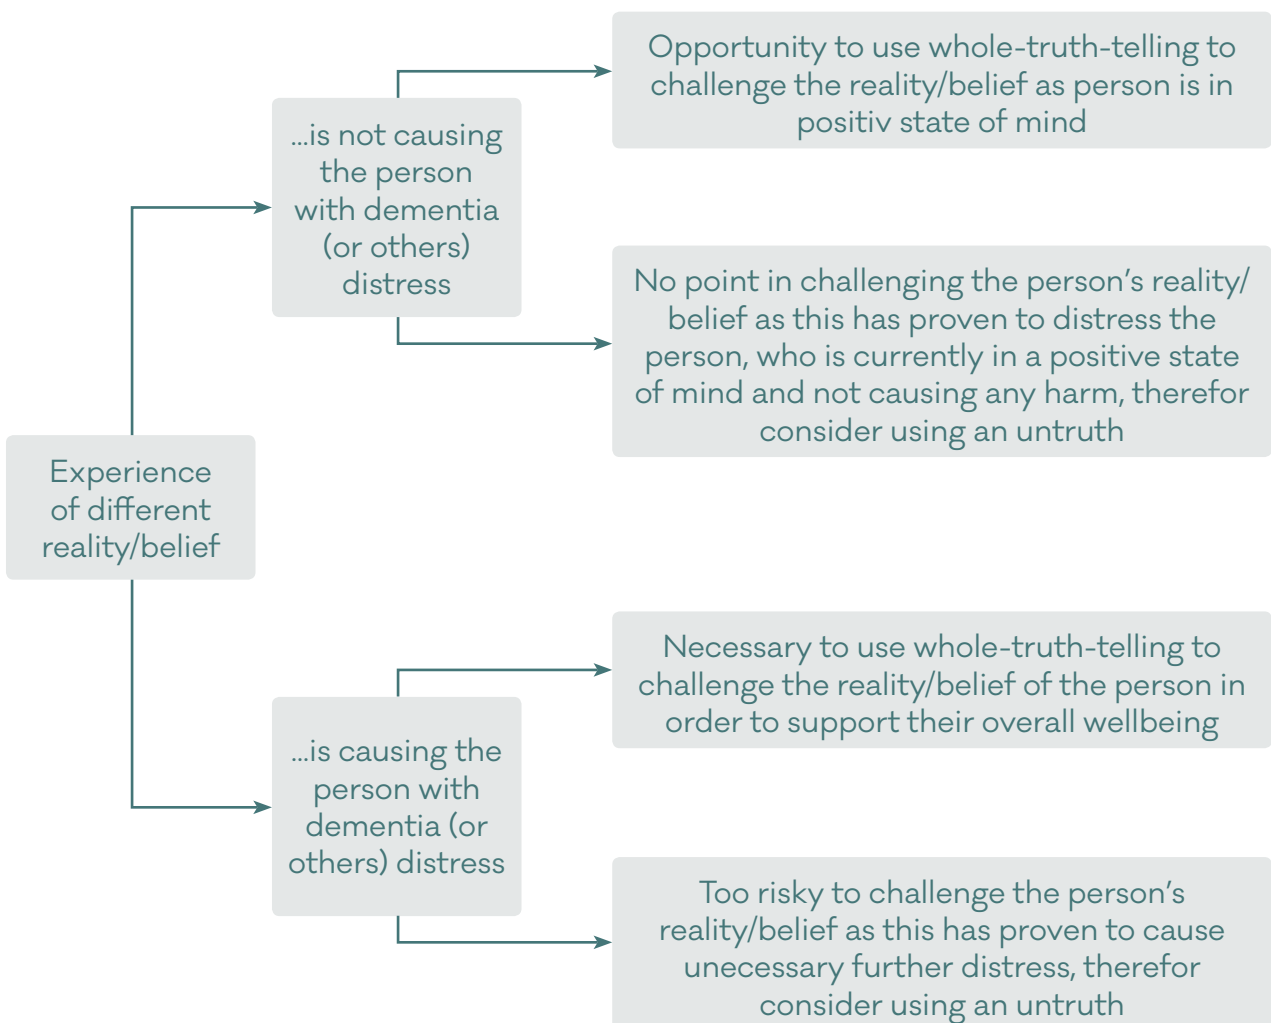 Opportunity to use whole-truth-telling to
challenge the reality/belief as person is in
positiv state of mind
...is not causing
the person
with dementia
(or others)
distress
No point in challenging the person's reality/
belief as this has proven to distress the
person, who is currently in a positive state
of mind and not causing any harm, therefor
consider using an untruth
Experience
of different
reality/belief
Necessary to use whole-truth-telling to
challenge the reality/belief of the person in
order to support their overall wellbeing
...is causing the
person with
dementia (or
others) distress
Too risky to challenge the person's
reality/belief as this has proven to cause
unecessary further distress, therefor
consider using an untruth